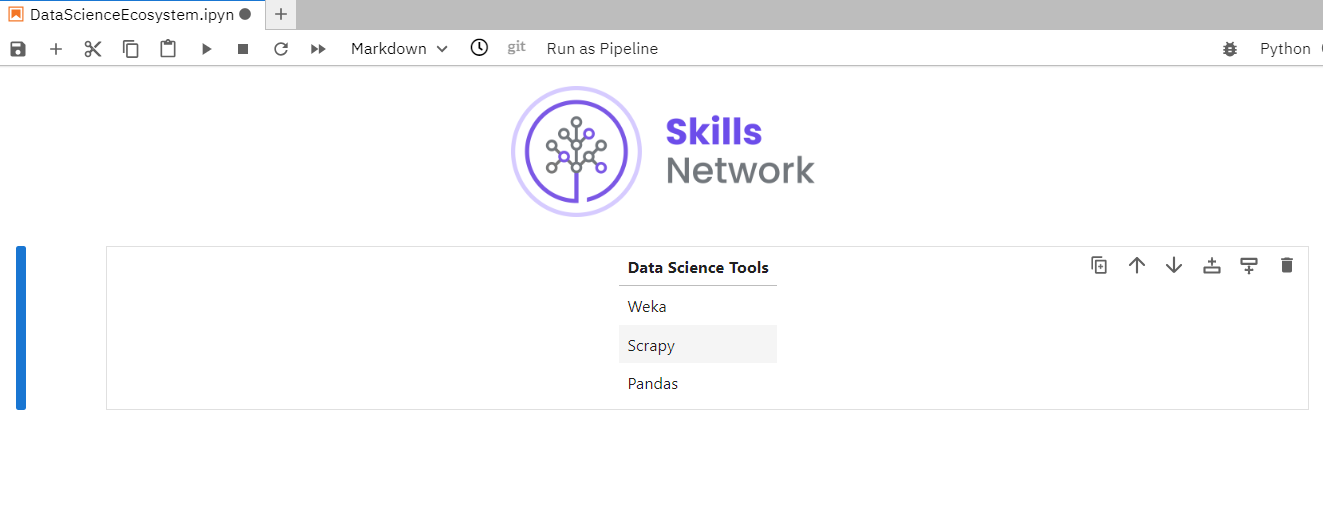 DataScienceEcosystem.ipyn
Markdown git Run as Pipeline Python
Skills
Network
Data Science Tools
Weka
Scrapy
Pandas